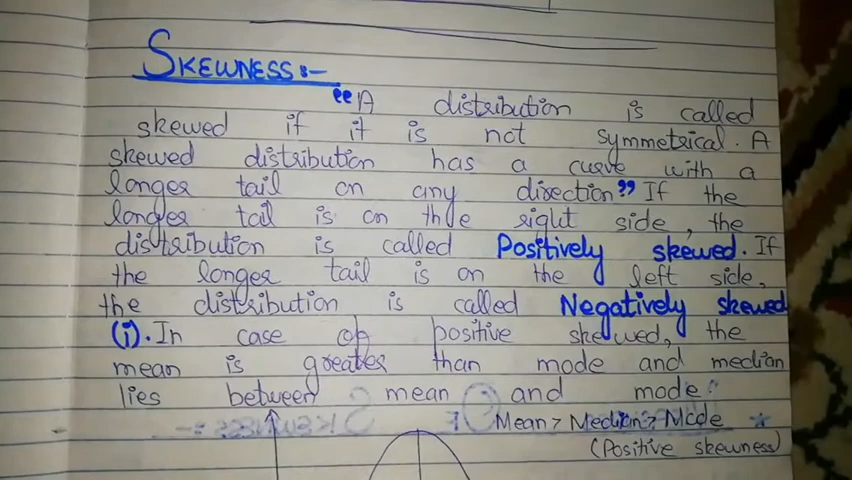 SKEWNESS:-
"A distribution is called
skewed if it is not symmetrical. A
skewed distribution has a curve with a
longer tail on any direction" If the
longer tail is on the right side, the
distribution is called Positively skewed. If
the longer tail is on the left side,
the distribution is called Negatively skewed
(i). In case of positive skewed, the
mean is greater than mode and median
lies between mean and mode.
Mean > Median > Mode *
(Positive skewness)